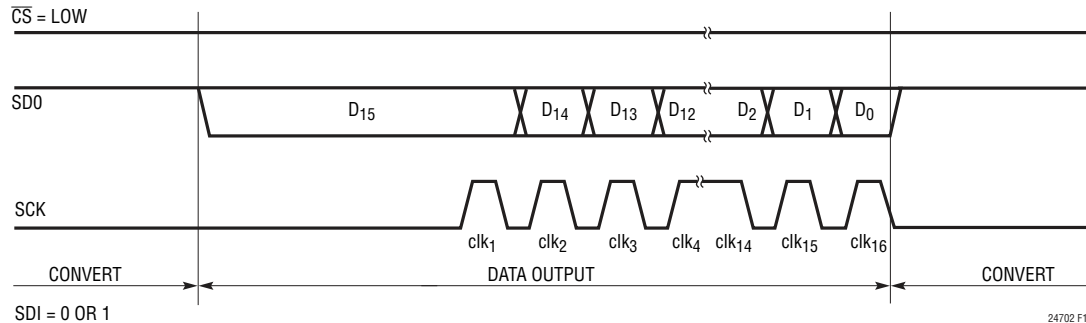 CS = LOW
SD0
D15 D14 D13 D12 D2 D1 D0
SCK
clk1 clk2 clk3 clk4 clk14 clk15 clk16
CONVERT DATA OUTPUT CONVERT
SDI = 0 OR 1
24702 F1